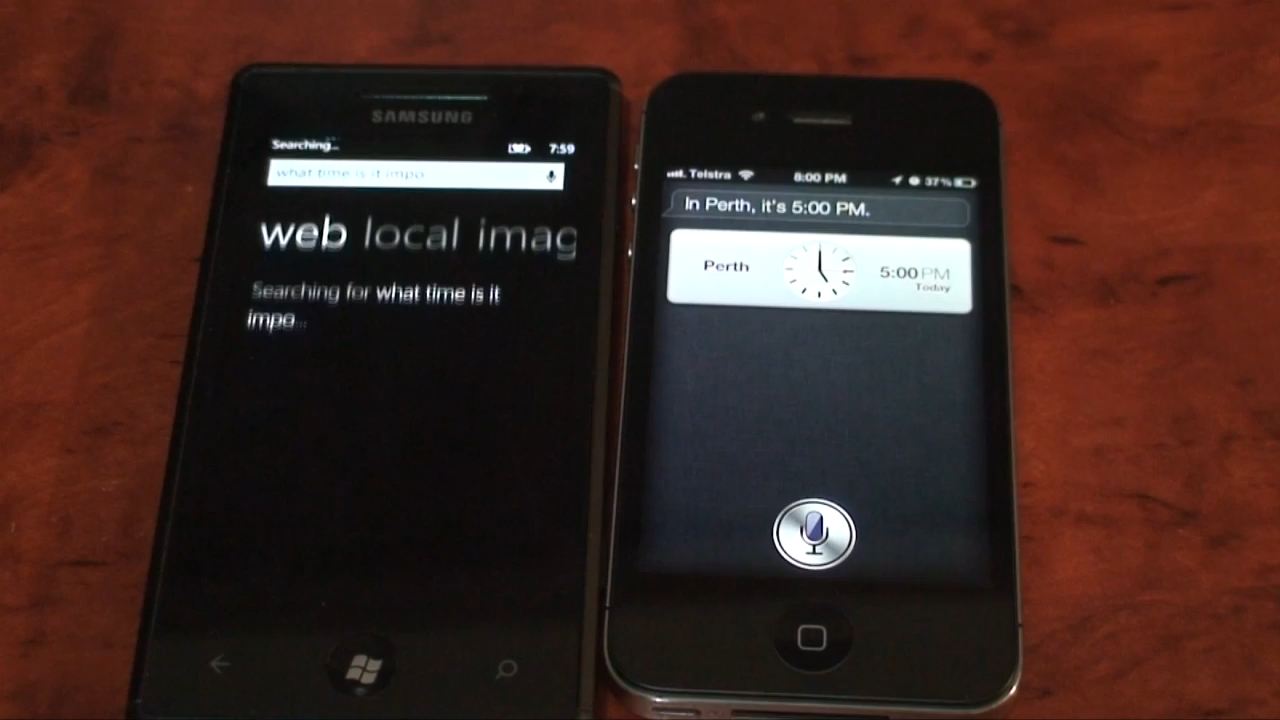 SAMSUNG
Searching...
7:59
what time is it impo
web local imag
Searching for what time is it
impo...
Telstra
8:00 PM
37%
In Perth, it's 5:00 PM.
Perth
5:00 PM
Today